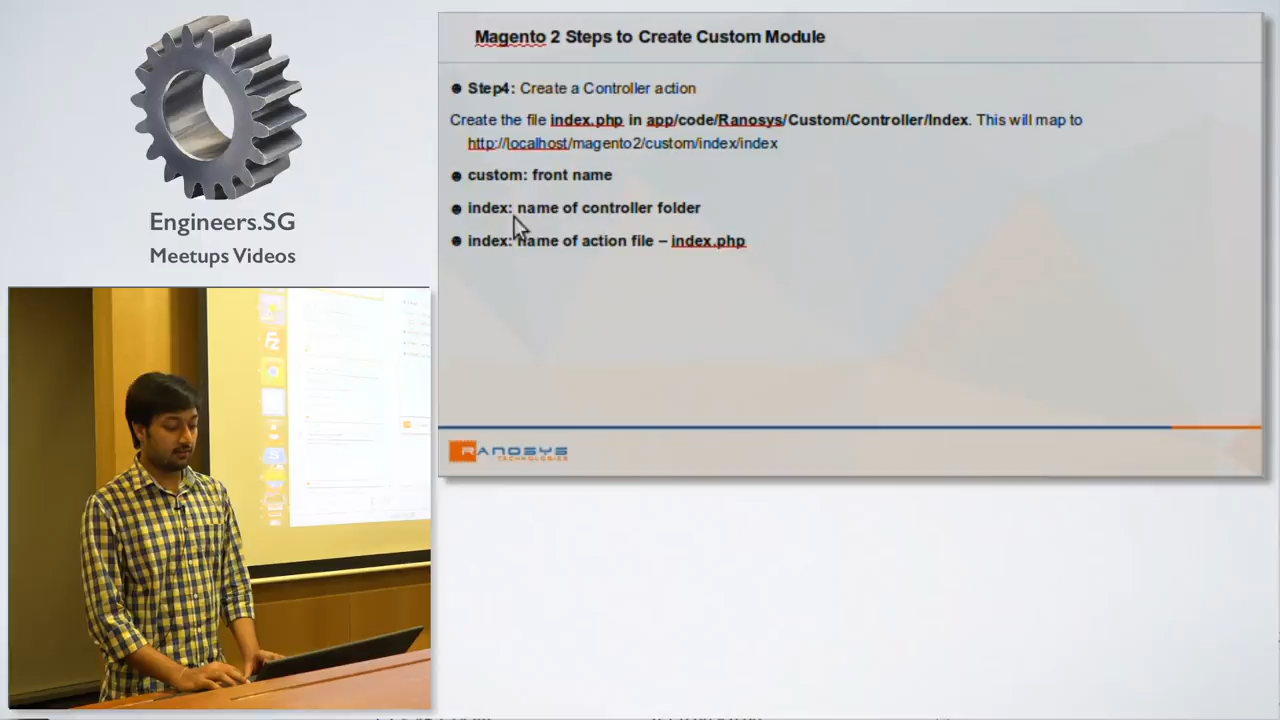 Engineers.SG
Meetups Videos
Magento 2 Steps to Create Custom Module
☻ Step4: Create a Controller action
Create the file index.php in app/code/Ranosys/Custom/Controller/Index. This will map to
http://localhost/magento2/custom/index/index
☻ custom: front name
☻ index: name of controller folder
☻ index: name of action file – index.php
RANOSYS
TECHNOLOGIES